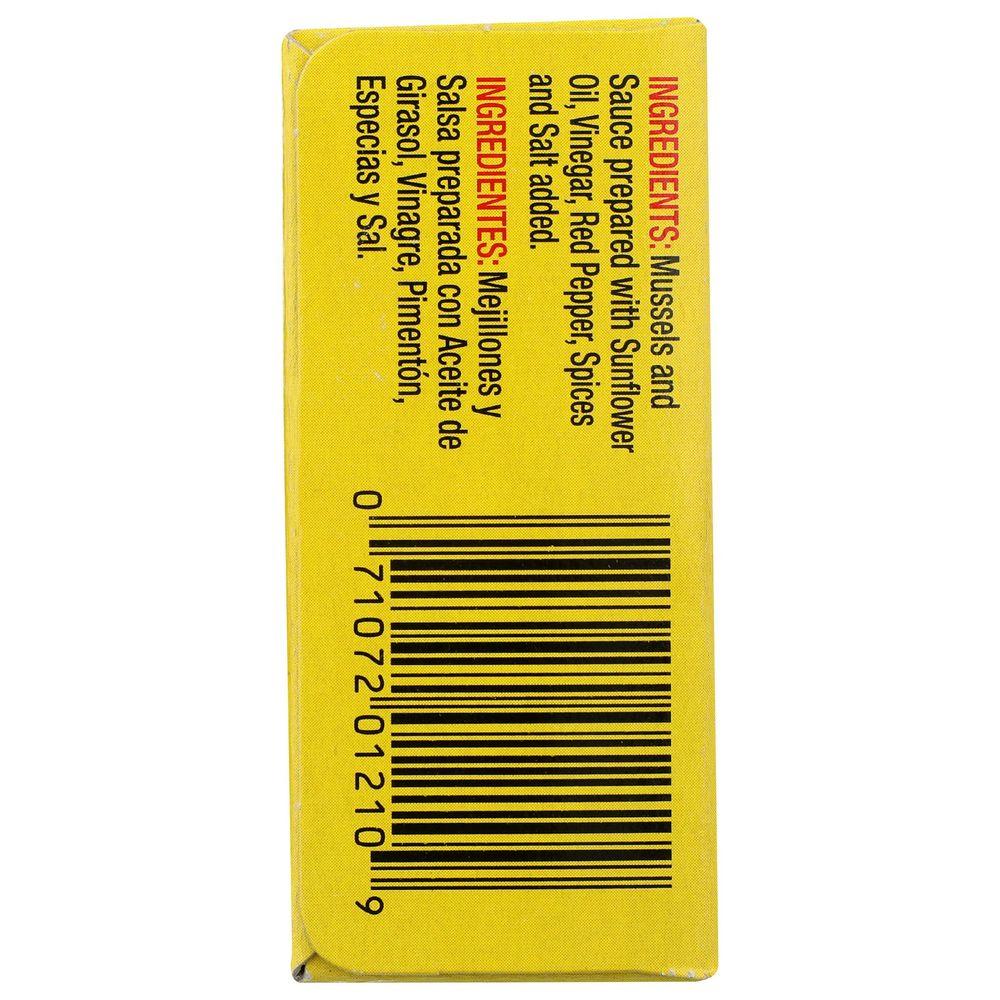 INGREDIENTS: Mussels and
Sauce prepared with Sunflower
Oil, Vinegar, Red Pepper, Spices
and Salt added.
INGREDIENTES: Mejillones y
Salsa preparada con Aceite de
Girasol, Vinagre, Pimentón,
Especias y Sal.
0 71072 01210 9